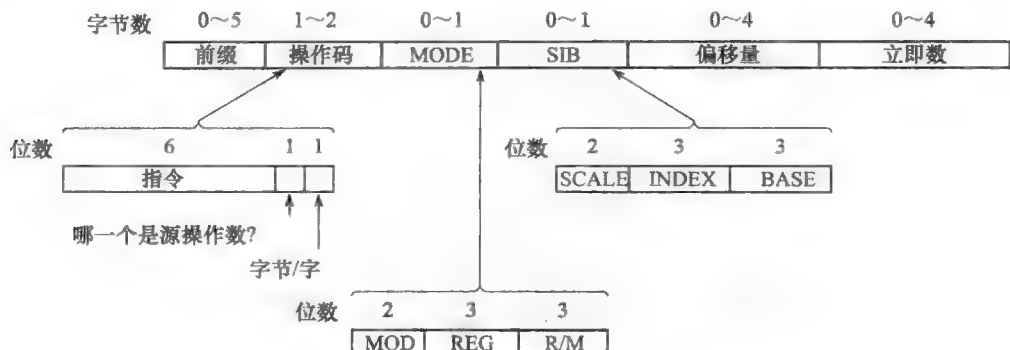 字节数 0～5 1～2 0～1 0～1 0～4 0～4
前缀 操作码 MODE SIB 偏移量 立即数
位数 6 1 1
指令
哪一个是源操作数?
字节/字
位数 2 3 3
SCALE INDEX BASE
位数 2 3 3
MOD REG R/M